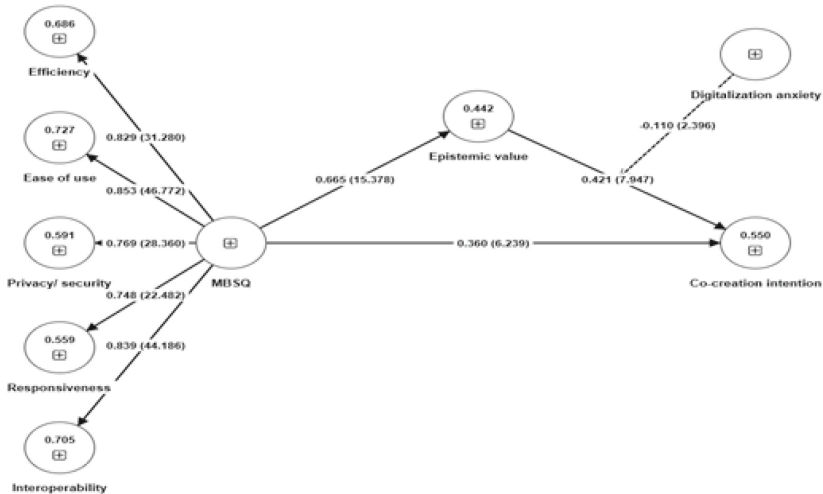 0.686
Efficiency
0.829 (31.280)
0.727
Ease of use
0.853 (46.772)
0.591
Privacy/ security
0.769 (28.360)
MBSQ
0.748 (22.482)
0.559
Responsiveness
0.839 (44.186)
0.705
Interoperability
0.665 (15.378)
0.442
Epistemic value
0.360 (6.239)
0.421 (7.947)
-0.110 (2.396)
Digitalization anxiety
0.550
Co-creation intention